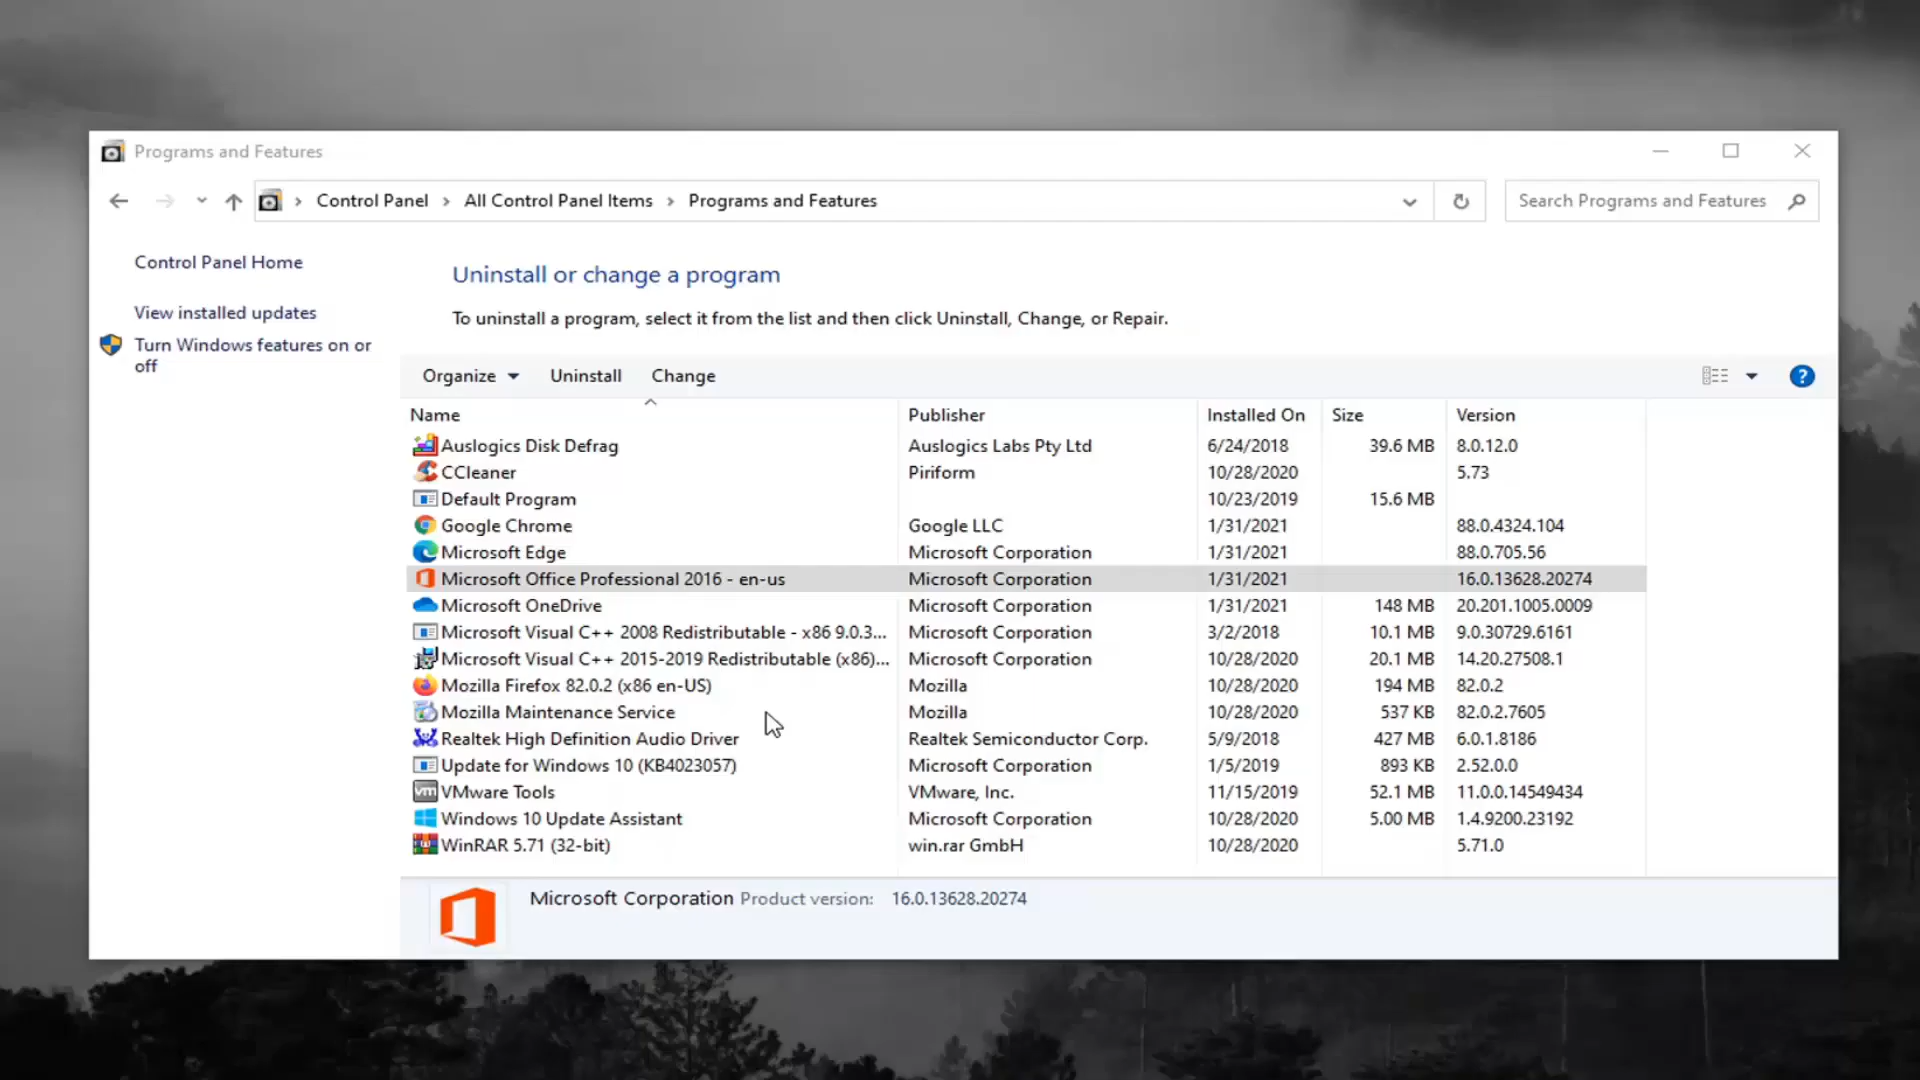 Programs and Features
Control Panel > All Control Panel Items > Programs and Features
Search Programs and Features
Control Panel Home
View installed updates
Turn Windows features on or
off
Uninstall or change a program
To uninstall a program, select it from the list and then click Uninstall, Change, or Repair.
Organize Uninstall Change
?
Name Publisher Installed On Size Version
Auslogics Disk Defrag Auslogics Labs Pty Ltd 6/24/2018 39.6 MB 8.0.12.0
CCleaner Piriform 10/28/2020 5.73
Default Program 10/23/2019 15.6 MB
Google Chrome Google LLC 1/31/2021 88.0.4324.104
Microsoft Edge Microsoft Corporation 1/31/2021 88.0.705.56
Microsoft Office Professional 2016 - en-us Microsoft Corporation 1/31/2021 16.0.13628.20274
Microsoft OneDrive Microsoft Corporation 1/31/2021 148 MB 20.201.1005.0009
Microsoft Visual C++ 2008 Redistributable - x86 9.0.3... Microsoft Corporation 3/2/2018 10.1 MB 9.0.30729.6161
Microsoft Visual C++ 2015-2019 Redistributable (x86)... Microsoft Corporation 10/28/2020 20.1 MB 14.20.27508.1
Mozilla Firefox 82.0.2 (x86 en-US) Mozilla 10/28/2020 194 MB 82.0.2
Mozilla Maintenance Service Mozilla 10/28/2020 537 KB 82.0.2.7605
Realtek High Definition Audio Driver Realtek Semiconductor Corp. 5/9/2018 427 MB 6.0.1.8186
Update for Windows 10 (KB4023057) Microsoft Corporation 1/5/2019 893 KB 2.52.0.0
vm VMware Tools VMware, Inc. 11/15/2019 52.1 MB 11.0.0.14549434
Windows 10 Update Assistant Microsoft Corporation 10/28/2020 5.00 MB 1.4.9200.23192
WinRAR 5.71 (32-bit) win.rar GmbH 10/28/2020 5.71.0
Microsoft Corporation Product version: 16.0.13628.20274